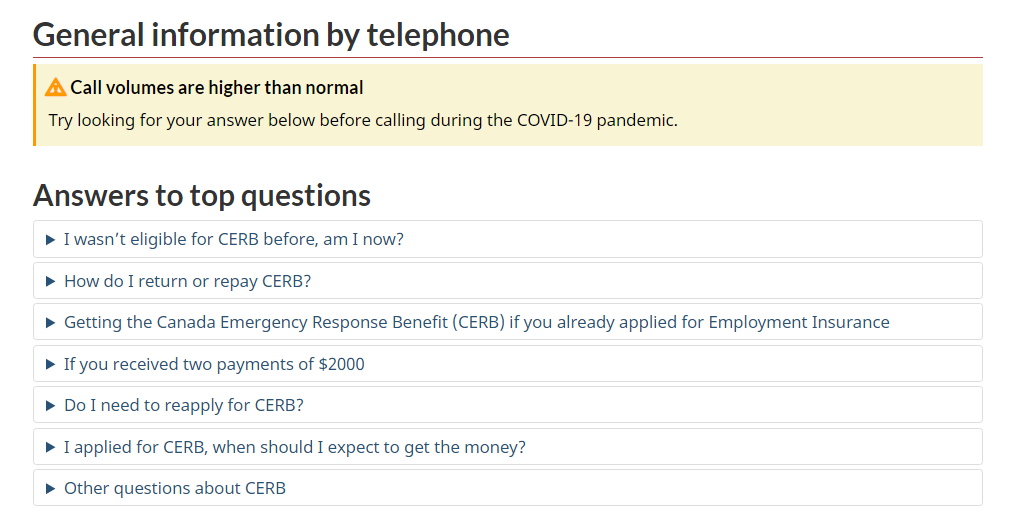 General information by telephone
Call volumes are higher than normal
Try looking for your answer below before calling during the COVID-19 pandemic.
Answers to top questions
I wasn’t eligible for CERB before, am I now?
How do I return or repay CERB?
Getting the Canada Emergency Response Benefit (CERB) if you already applied for Employment Insurance
If you received two payments of $2000
Do I need to reapply for CERB?
I applied for CERB, when should I expect to get the money?
Other questions about CERB